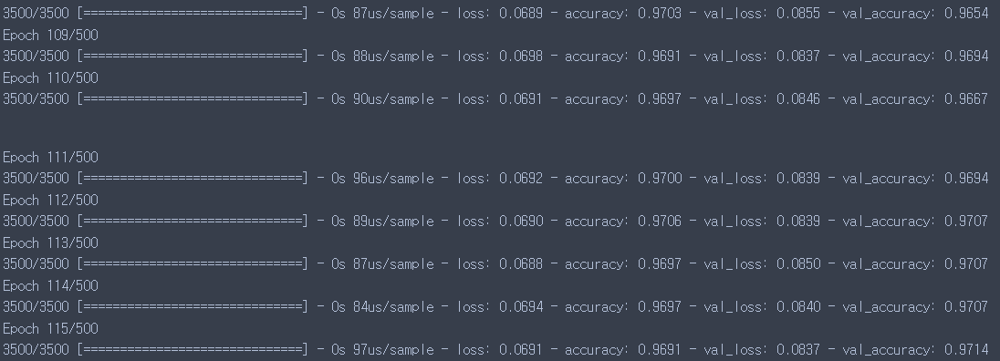 3500/3500 [==============================] - 0s 87us/sample - loss: 0.0689 - accuracy: 0.9703 - val_loss: 0.0855 - val_accuracy: 0.9654
Epoch 109/500
3500/3500 [==============================] - 0s 88us/sample - loss: 0.0698 - accuracy: 0.9691 - val_loss: 0.0837 - val_accuracy: 0.9694
Epoch 110/500
3500/3500 [==============================] - 0s 90us/sample - loss: 0.0691 - accuracy: 0.9697 - val_loss: 0.0846 - val_accuracy: 0.9667
Epoch 111/500
3500/3500 [==============================] - 0s 96us/sample - loss: 0.0692 - accuracy: 0.9700 - val_loss: 0.0839 - val_accuracy: 0.9694
Epoch 112/500
3500/3500 [==============================] - 0s 89us/sample - loss: 0.0690 - accuracy: 0.9706 - val_loss: 0.0839 - val_accuracy: 0.9707
Epoch 113/500
3500/3500 [==============================] - 0s 87us/sample - loss: 0.0688 - accuracy: 0.9697 - val_loss: 0.0850 - val_accuracy: 0.9707
Epoch 114/500
3500/3500 [==============================] - 0s 84us/sample - loss: 0.0694 - accuracy: 0.9697 - val_loss: 0.0840 - val_accuracy: 0.9707
Epoch 115/500
3500/3500 [==============================] - 0s 97us/sample - loss: 0.0691 - accuracy: 0.9691 - val_loss: 0.0837 - val_accuracy: 0.9714